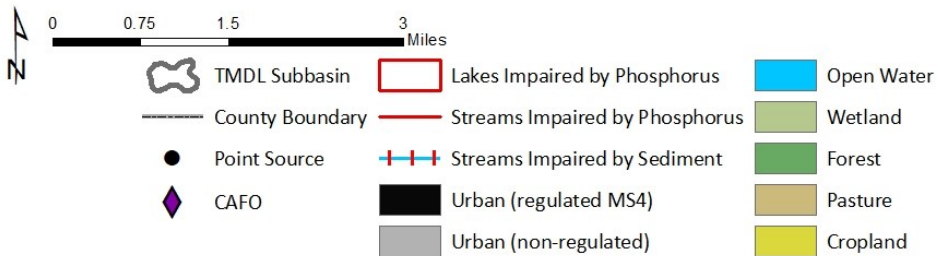 0 0.75 1.5 3
Miles
N
TMDL Subbasin
County Boundary
Point Source
CAFO
Lakes Impaired by Phosphorus
Streams Impaired by Phosphorus
Streams Impaired by Sediment
Urban (regulated MS4)
Urban (non-regulated)
Open Water
Wetland
Forest
Pasture
Cropland